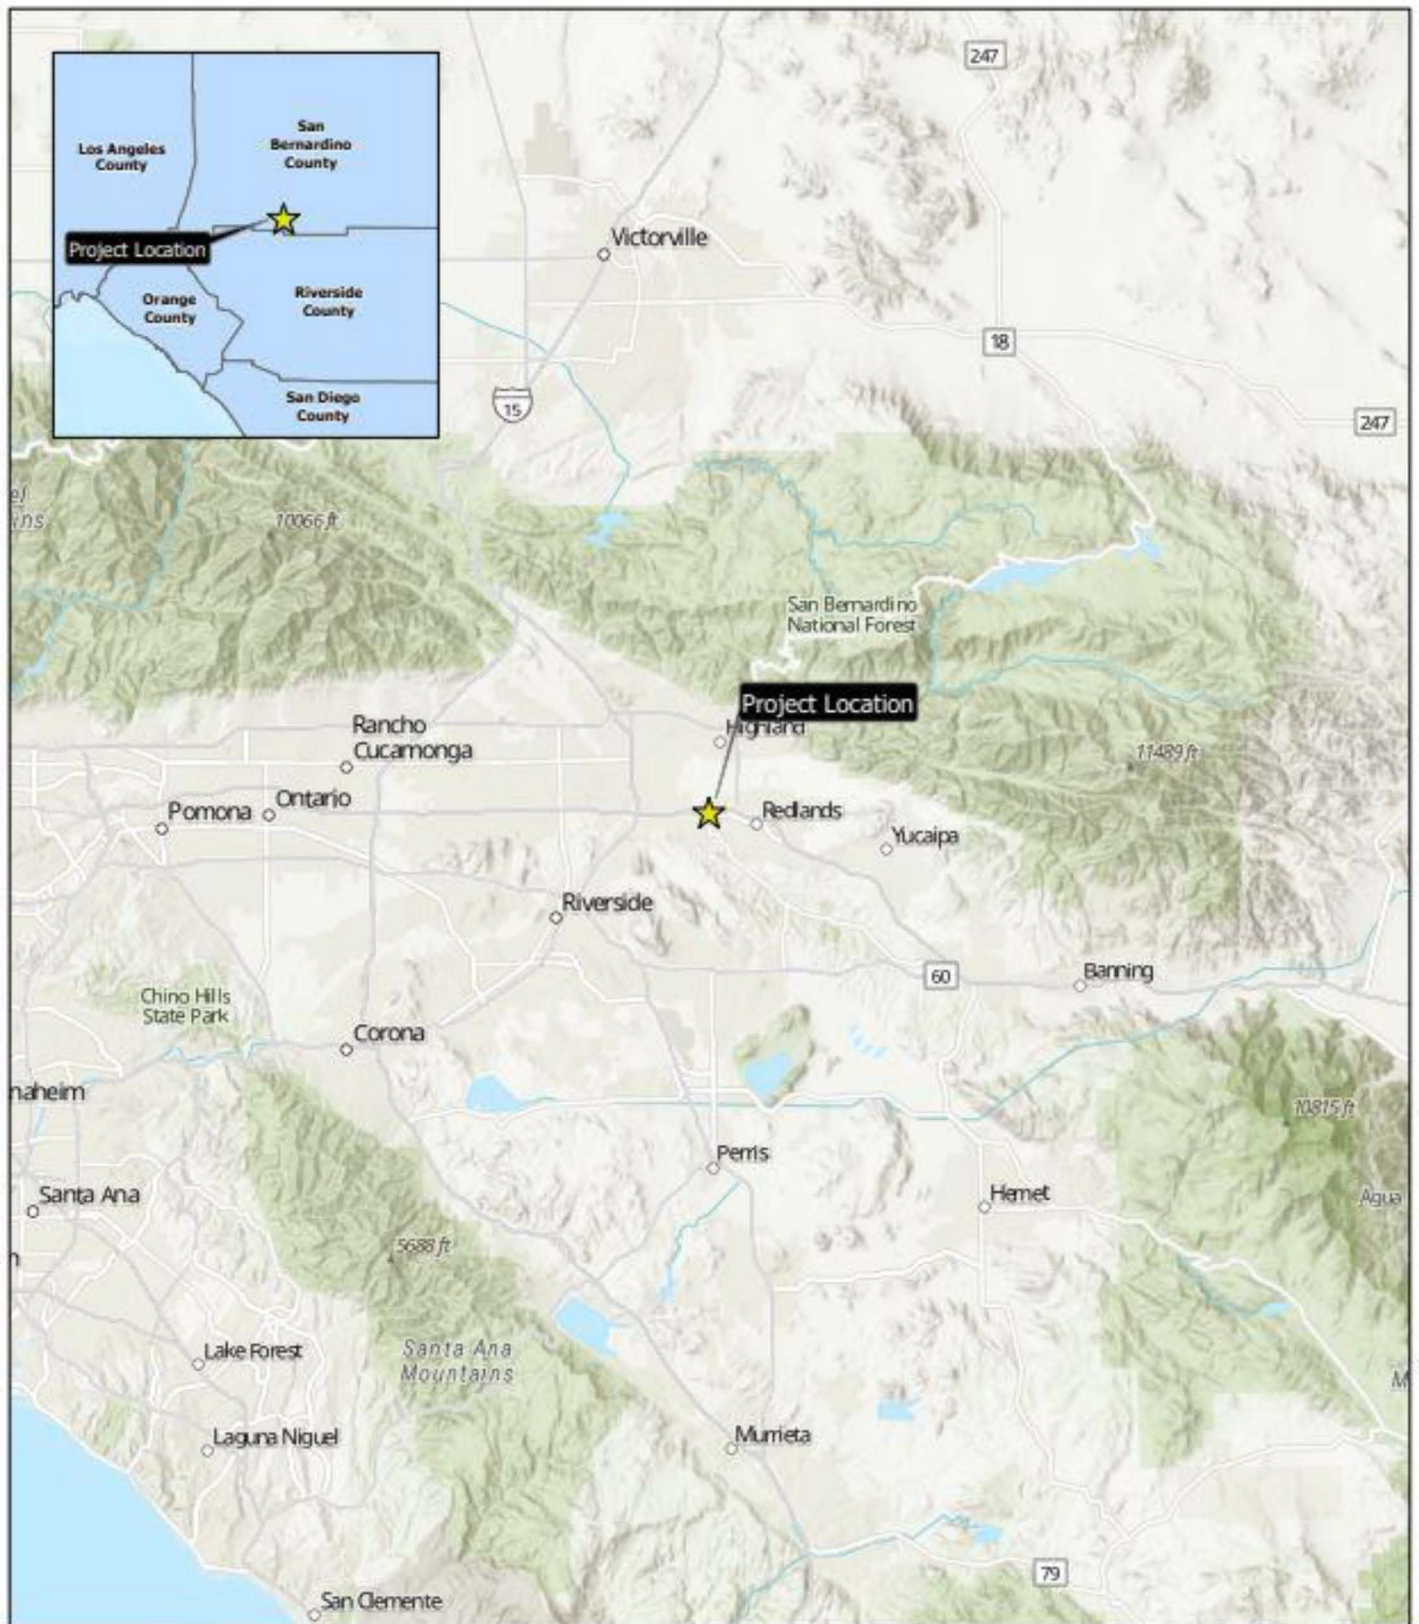 247
Los Angeles
County
San
Bernardino
County
Project Location
Orange
County
Riverside
County
San Diego
County
Victorville
18
15
247
10066 ft
San Bernardino
National Forest
Project Location
Highland
Rancho
Cucamonga
11489 ft
Pomona
Ontario
Redlands
Yucaipa
Riverside
60
Banning
Chino Hills
State Park
Corona
naheim
10815 ft
Perris
Santa Ana
Hemet
Agua
5688 ft
Lake Forest
Santa Ana
Mountains
Laguna Niguel
Murrieta
79
San Clemente